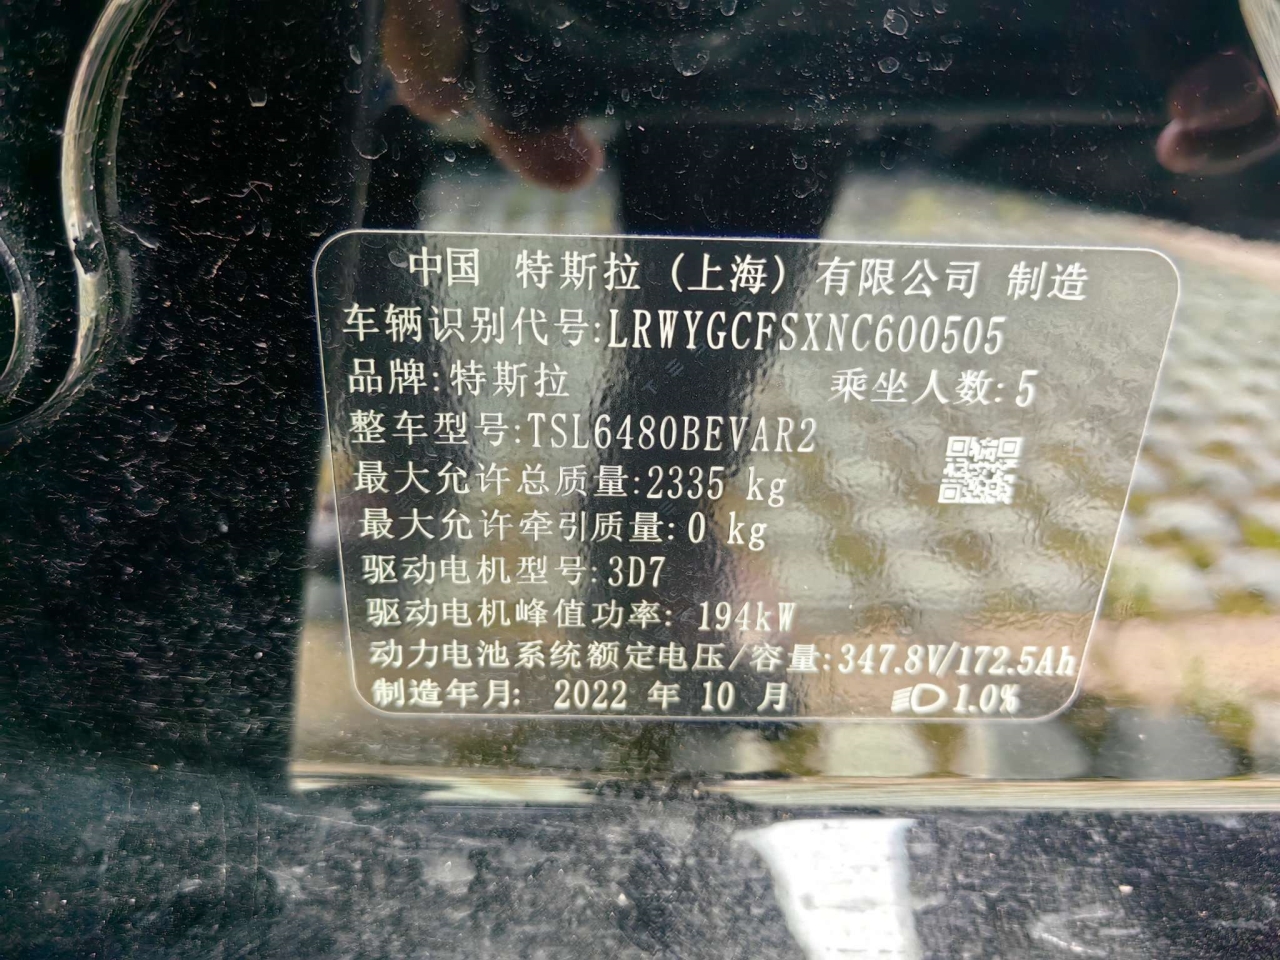 中国 特斯拉（上海）有限公司 制造
车辆识别代号:LRWYGCFSXNC600505
品牌:特斯拉 乘坐人数:5
整车型号:TSL6480BEVAR2
最大允许总质量:2335 kg
最大允许牵引质量:0 kg
驱动电机型号:3D7
驱动电机峰值功率: 194kW
动力电池系统额定电压/容量:347.8V/172.5Ah
制造年月: 2022 年 10 月 1.0%